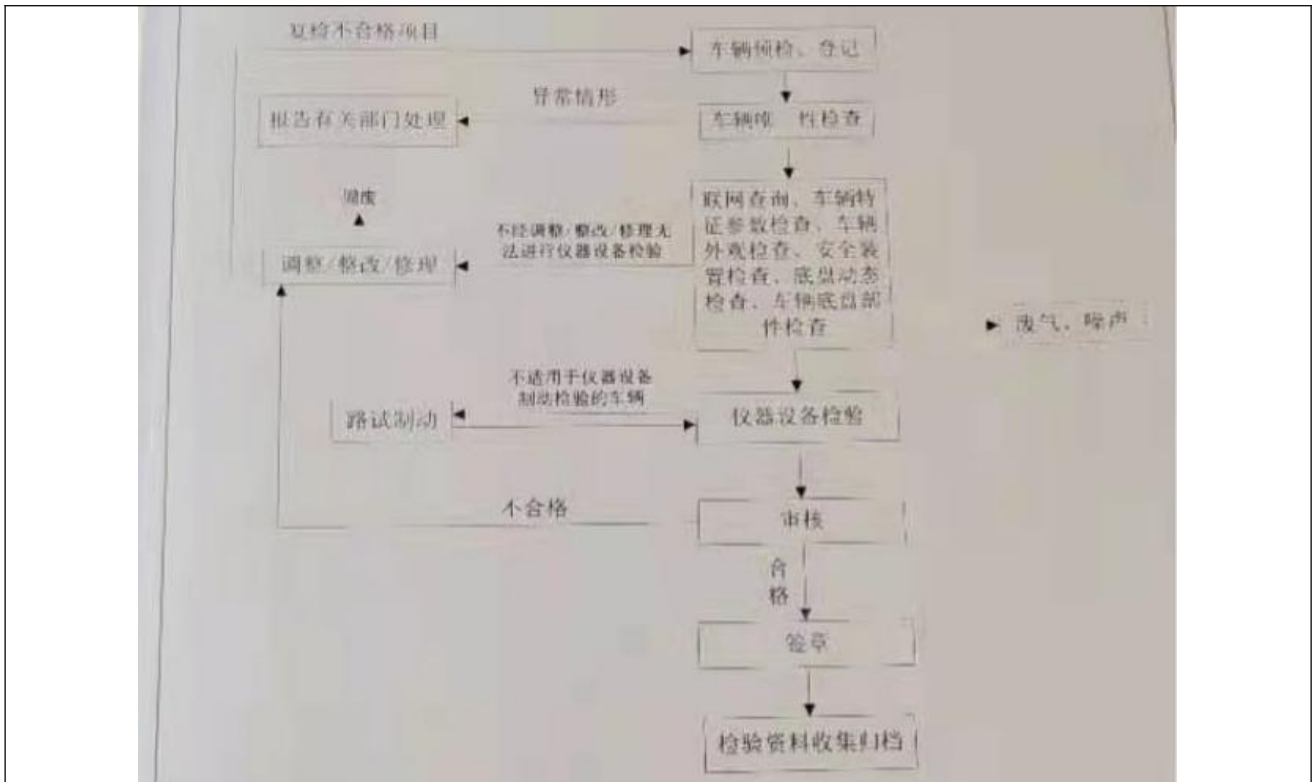 复检不合格项目
车辆预检、登记
异常情形
报告有关部门处理
车辆唯一性检查
联网查询、车辆特
征参数检查、车辆
外观检查、安全装
置检查、底盘动态
检查、车辆底盘部
件检查
不经调整/整改/修理无
法进行仪器设备检验
调整/整改/修理
废气、噪声
不适用于仪器设备
制动检验的车辆
路试制动
仪器设备检验
不合格
审核
合
格
签章
检验资料收集归档